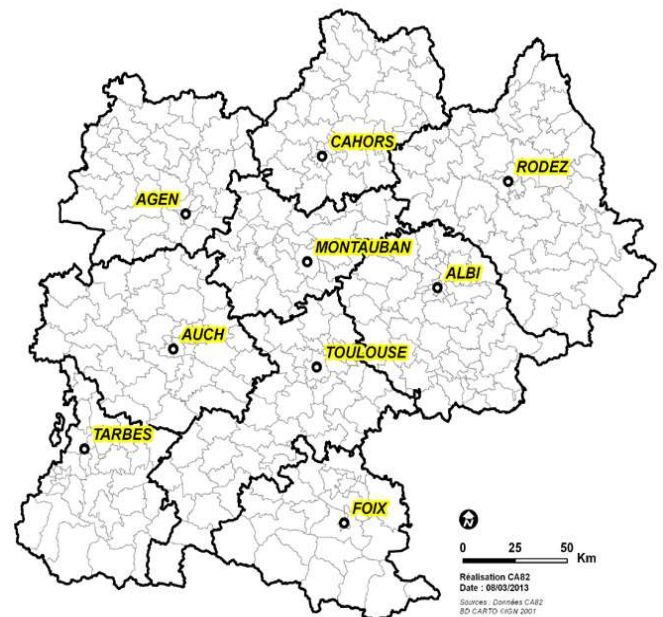 CAHORS
RODEZ
AGEN
MONTAUBAN
ALBI
AUCH
TOULOUSE
TARBES
FOIX
N
0 25 50 Km
Réalisation CA82
Date : 08/03/2013
Sources : Données CA82
BD CARTO ©IGN 2001